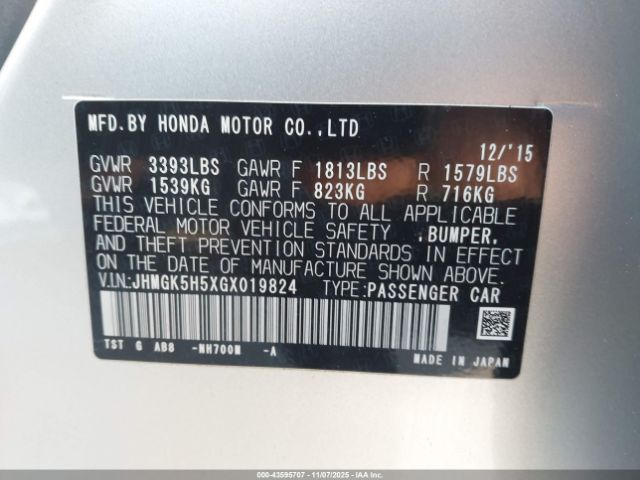 MFD.BY HONDA MOTOR CO.,LTD
12/'15
GVWR 3393LBS GAWR F 1813LBS R 1579LBS
GVWR 1539KG GAWR F 823KG R 716KG
THIS VEHICLE CONFORMS TO ALL APPLICABLE
FEDERAL MOTOR VEHICLE SAFETY ,BUMPER,
AND THEFT PREVENTION STANDARDS IN EFFECT
ON THE DATE OF MANUFACTURE SHOWN ABOVE.
V.I.N:JHMGK5H5XGX019824 TYPE:PASSENGER CAR
TST G AB8 -NH700M -A MADE IN JAPAN
000-43595707 - 11/07/2025 - IAAI.COM